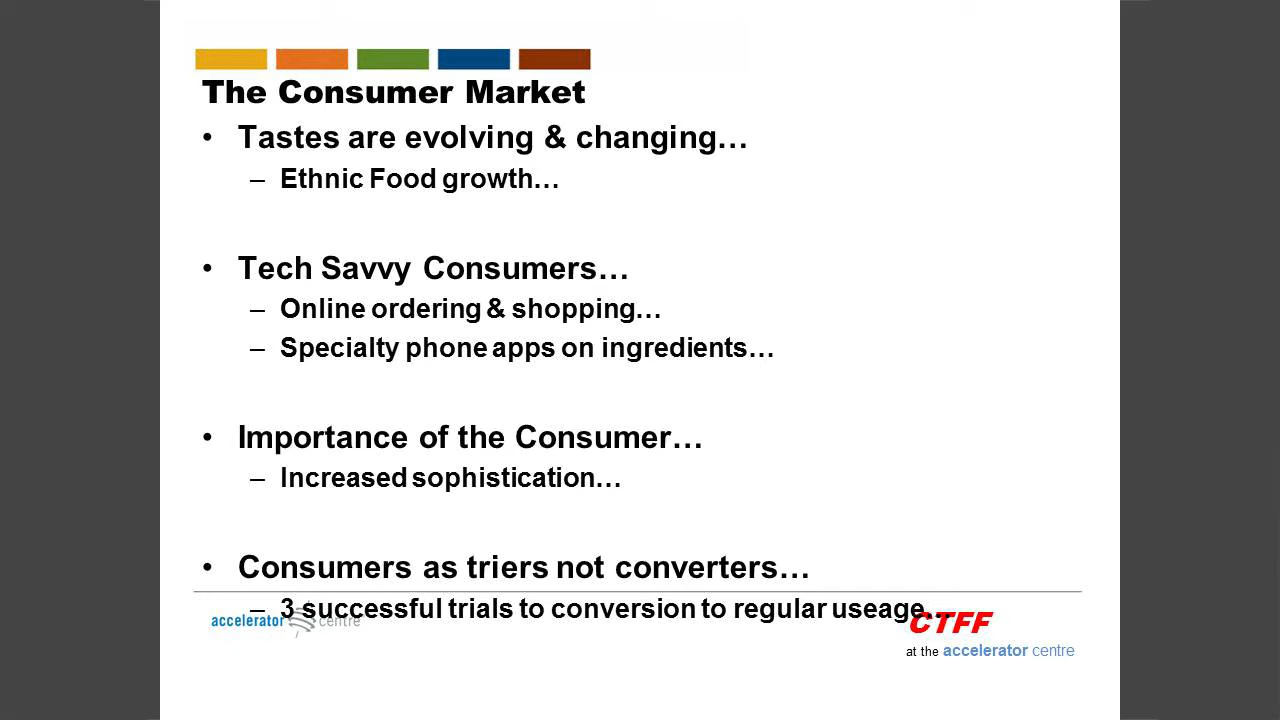 The Consumer Market
• Tastes are evolving & changing…
– Ethnic Food growth…
• Tech Savvy Consumers…
– Online ordering & shopping…
– Specialty phone apps on ingredients…
• Importance of the Consumer…
– Increased sophistication…
• Consumers as triers not converters…
– 3 successful trials to conversion to regular useage…
accelerator centre
CTFF
at the accelerator centre